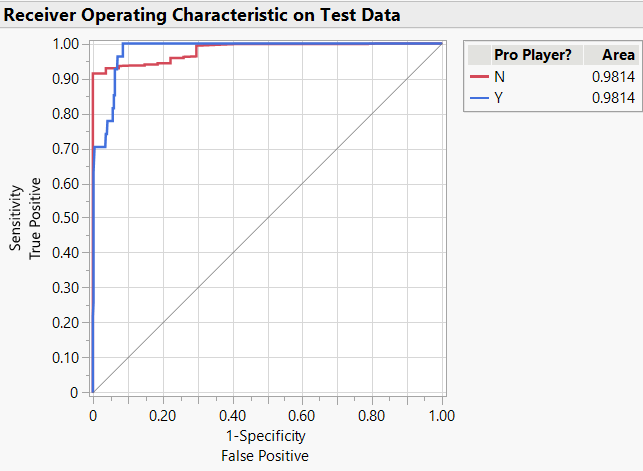 Receiver Operating Characteristic on Test Data
Pro Player? Area
N 0.9814
Y 0.9814
1.00
0.90
0.80
0.70
0.60
0.50
0.40
0.30
0.20
0.10
0
Sensitivity
True Positive
0 0.20 0.40 0.60 0.80 1.00
1-Specificity
False Positive